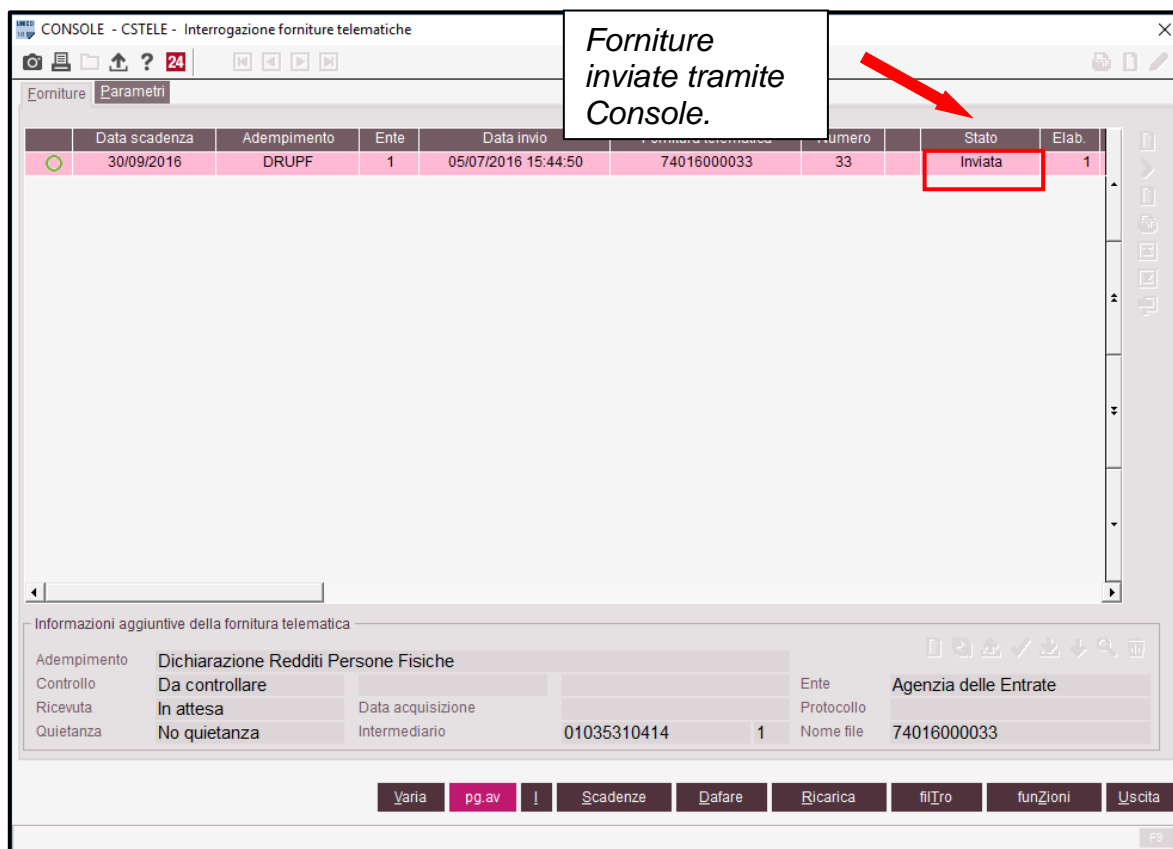 CONSOLE - CSTELE - Interrogazione forniture telematiche
Forniture
inviate tramite
Console.
? 24
Forniture Parametri
Data scadenza Adempimento Ente Data invio Fornitura telematica Numero Stato Elab.
30/09/2016 DRUPF 1 05/07/2016 15:44:50 74016000033 33 Inviata 1
Informazioni aggiuntive della fornitura telematica
Adempimento Dichiarazione Redditi Persone Fisiche
Controllo Da controllare Ente Agenzia delle Entrate
Ricevuta In attesa Data acquisizione Protocollo
Quietanza No quietanza Intermediario 01035310414 1 Nome file 74016000033
Varia pg.av I Scadenze Dafare Ricarica filTro funZioni Uscita
F9